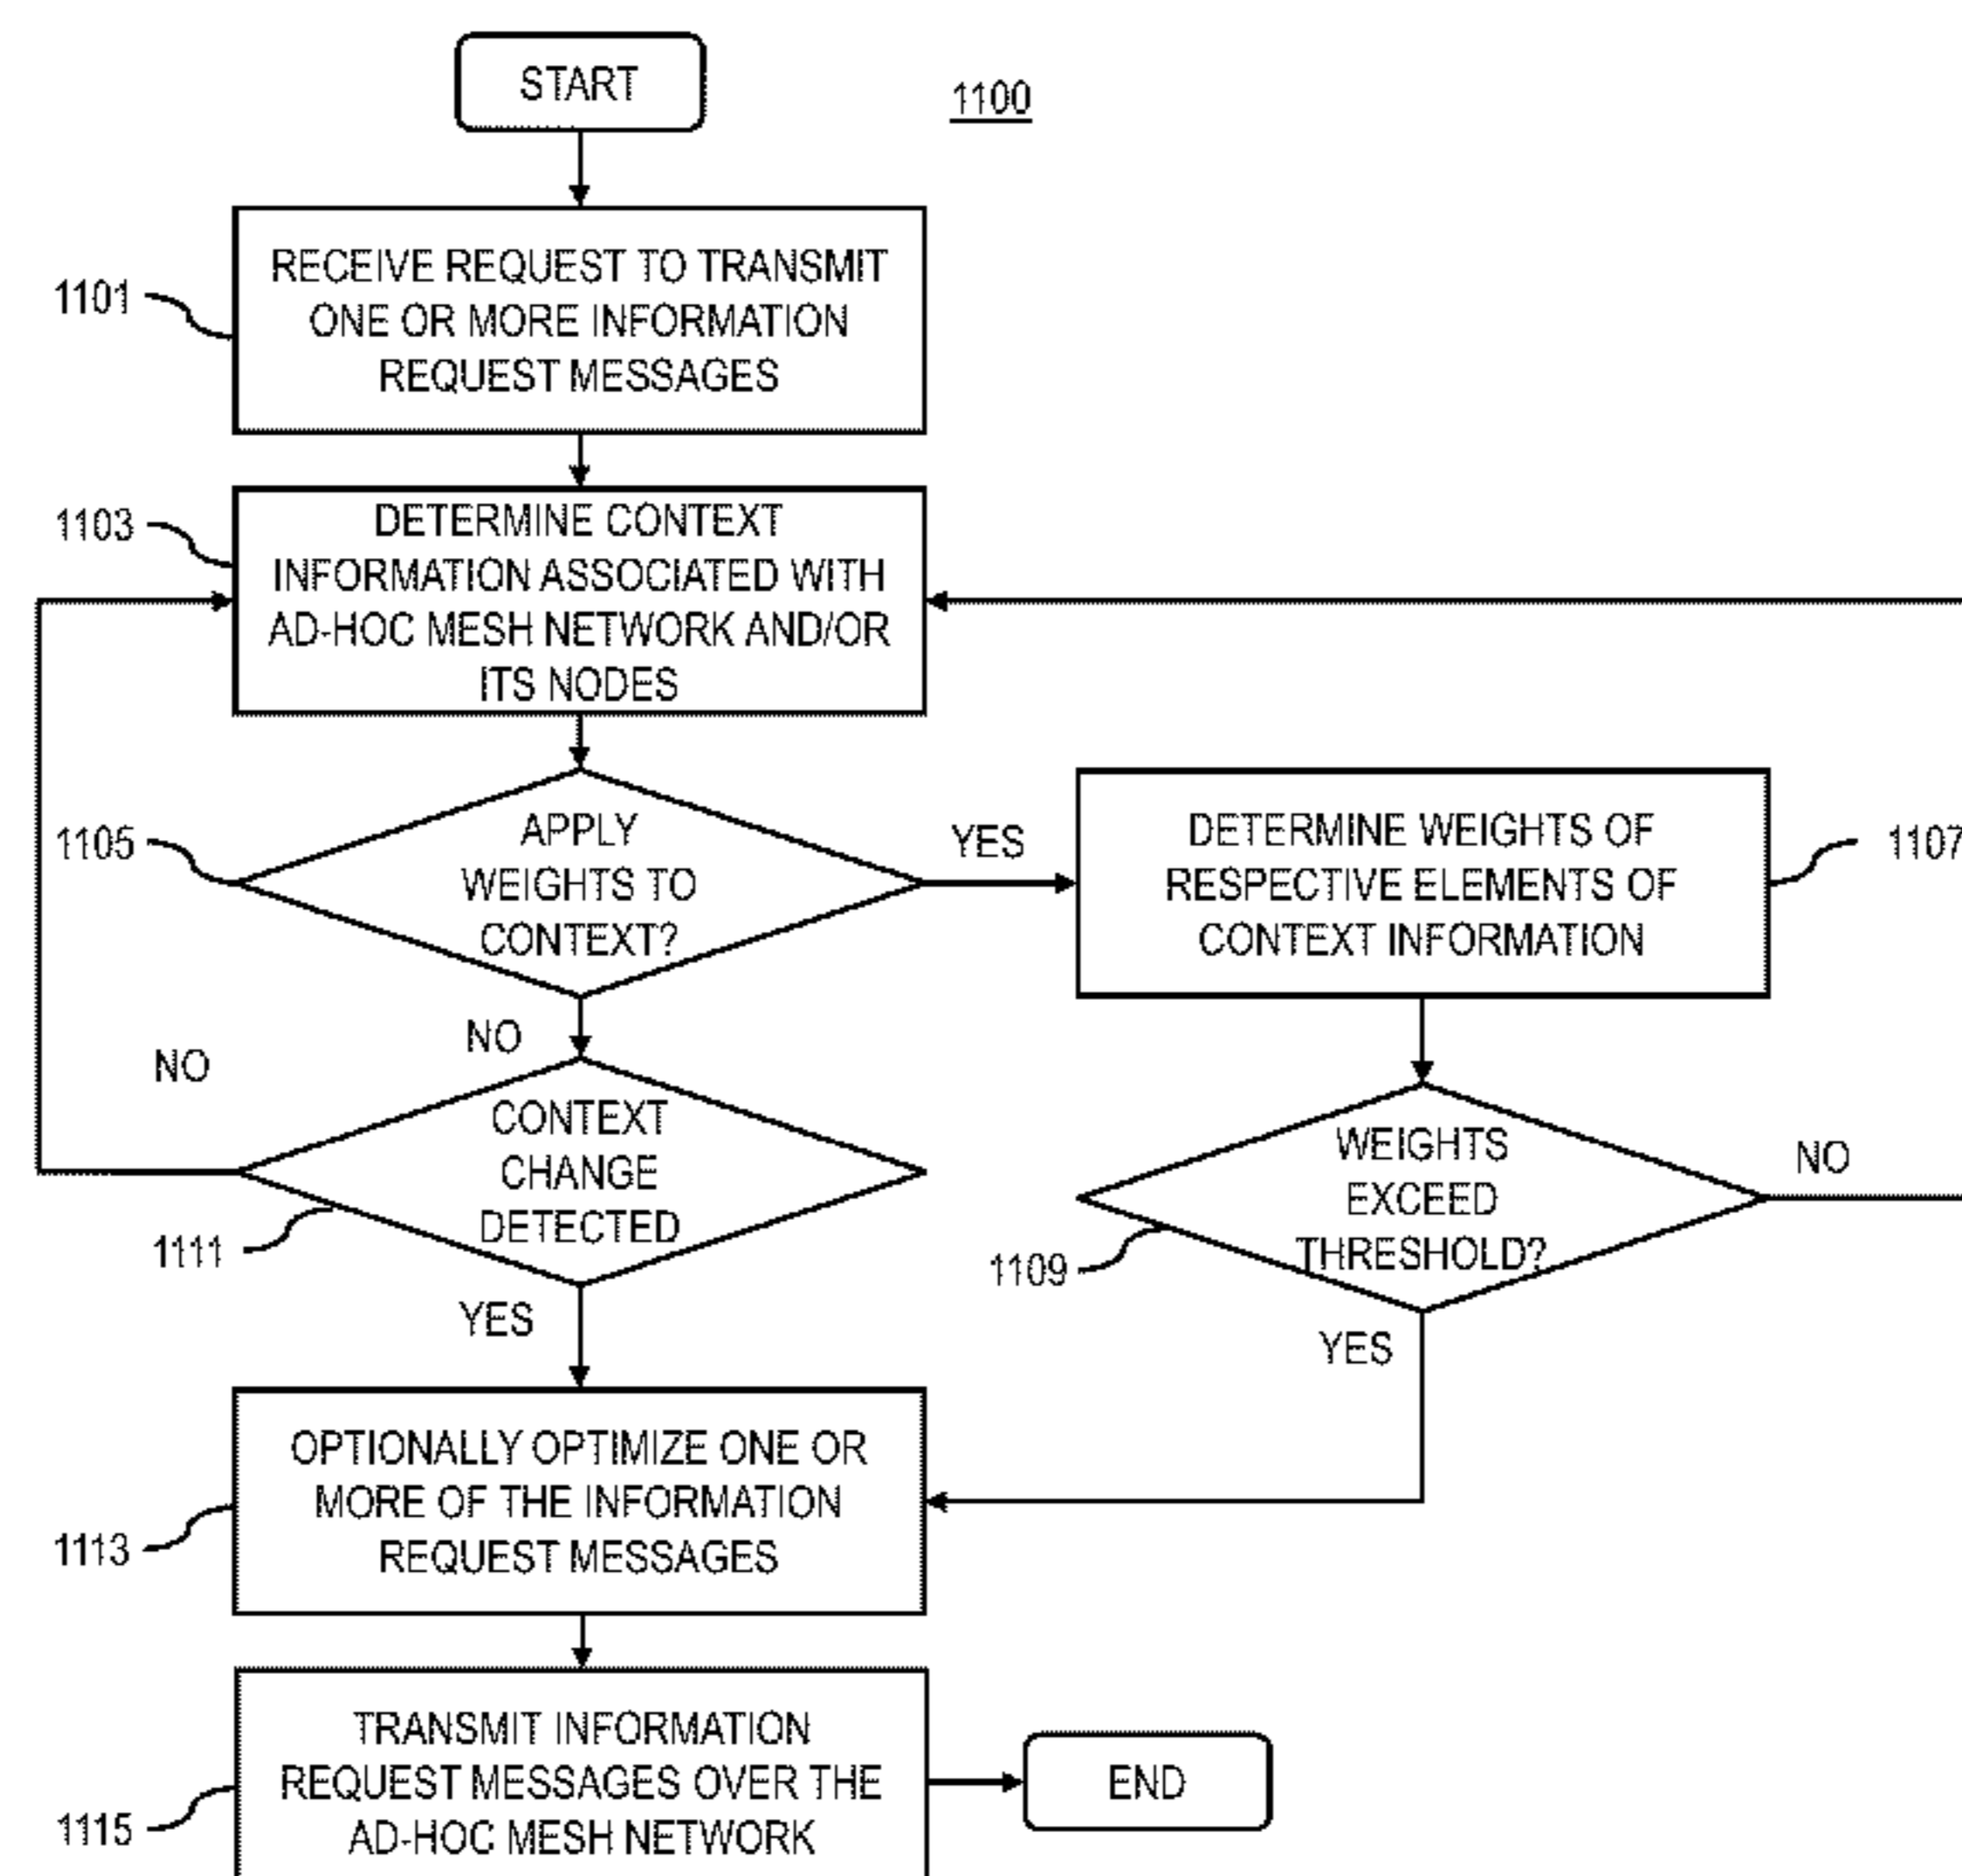 START
1100
1101
RECEIVE REQUEST TO TRANSMIT
ONE OR MORE INFORMATION
REQUEST MESSAGES
1103
DETERMINE CONTEXT
INFORMATION ASSOCIATED WITH
AD-HOC MESH NETWORK AND/OR
ITS NODES
1105
APPLY
WEIGHTS TO
CONTEXT?
YES
DETERMINE WEIGHTS OF
RESPECTIVE ELEMENTS OF
CONTEXT INFORMATION
1107
NO
NO
CONTEXT
CHANGE
DETECTED
1111
WEIGHTS
EXCEED
THRESHOLD?
NO
1109
YES
YES
OPTIONALLY OPTIMIZE ONE OR
MORE OF THE INFORMATION
REQUEST MESSAGES
1113
TRANSMIT INFORMATION
REQUEST MESSAGES OVER THE
AD-HOC MESH NETWORK
1115
END